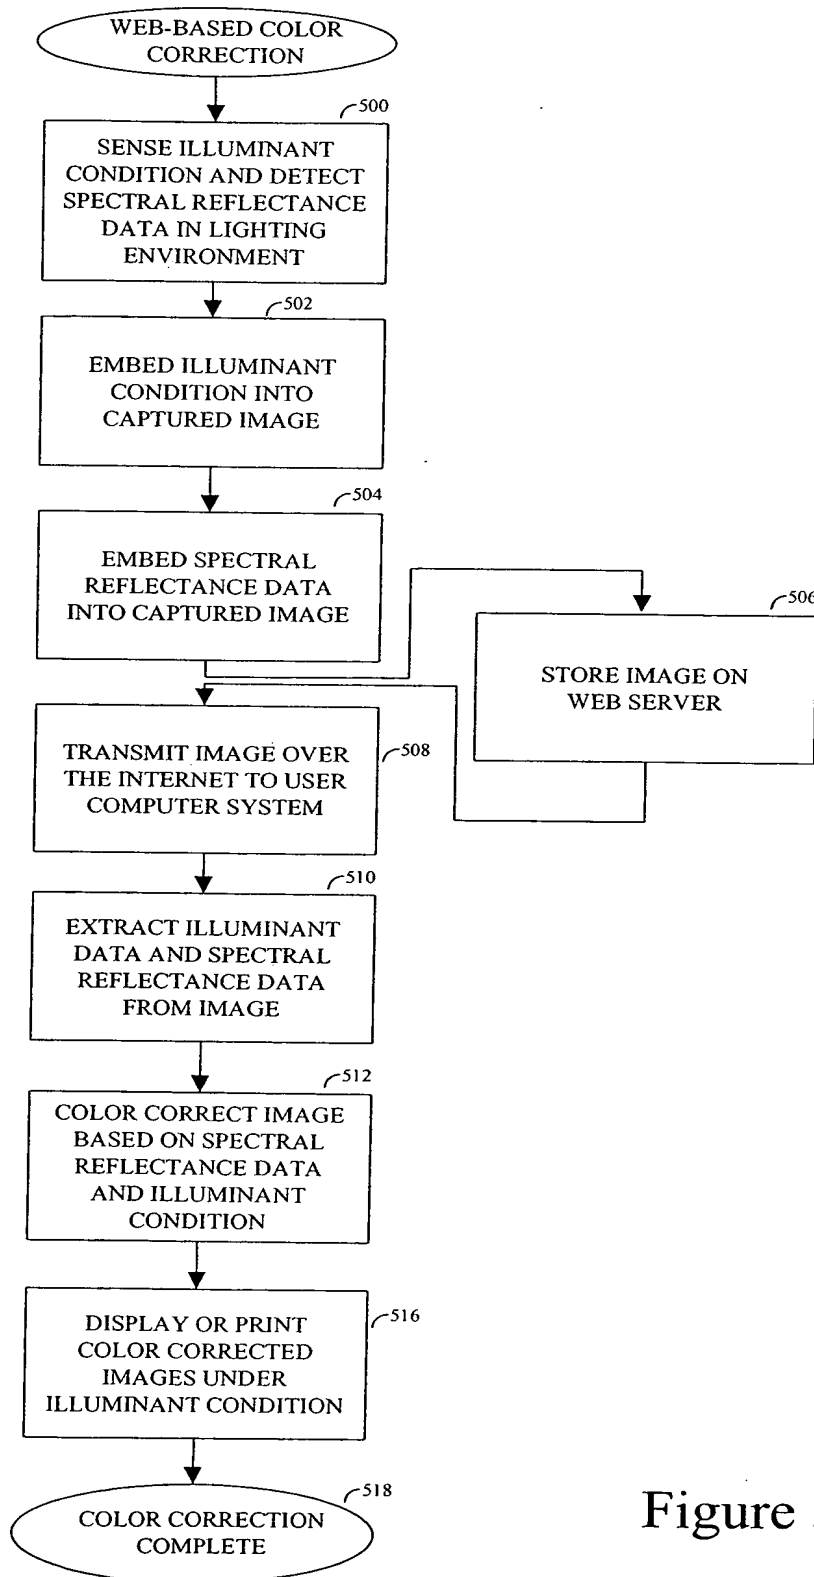 WEB-BASED COLOR
CORRECTION
500
SENSE ILLUMINANT
CONDITION AND DETECT
SPECTRAL REFLECTANCE
DATA IN LIGHTING
ENVIRONMENT
502
EMBED ILLUMINANT
CONDITION INTO
CAPTURED IMAGE
504
EMBED SPECTRAL
REFLECTANCE DATA
INTO CAPTURED IMAGE
506
STORE IMAGE ON
WEB SERVER
TRANSMIT IMAGE OVER
THE INTERNET TO USER
COMPUTER SYSTEM
508
510
EXTRACT ILLUMINANT
DATA AND SPECTRAL
REFLECTANCE DATA
FROM IMAGE
512
COLOR CORRECT IMAGE
BASED ON SPECTRAL
REFLECTANCE DATA
AND ILLUMINANT
CONDITION
516
DISPLAY OR PRINT
COLOR CORRECTED
IMAGES UNDER
ILLUMINANT CONDITION
518
COLOR CORRECTION
COMPLETE
Figure